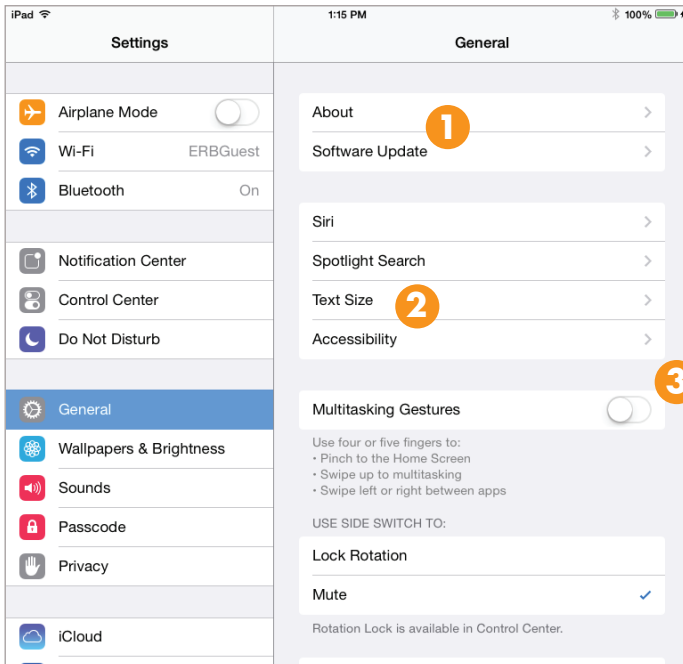 iPad
1:15 PM
100%
Settings
General
Airplane Mode
Wi-Fi ERBGuest
Bluetooth On
Notification Center
Control Center
Do Not Disturb
General
Wallpapers & Brightness
Sounds
Passcode
Privacy
iCloud
About
1
Software Update
Siri
Spotlight Search
Text Size
2
Accessibility
3
Multitasking Gestures
Use four or five fingers to:
• Pinch to the Home Screen
• Swipe up to multitasking
• Swipe left or right between apps
USE SIDE SWITCH TO:
Lock Rotation
Mute
Rotation Lock is available in Control Center.